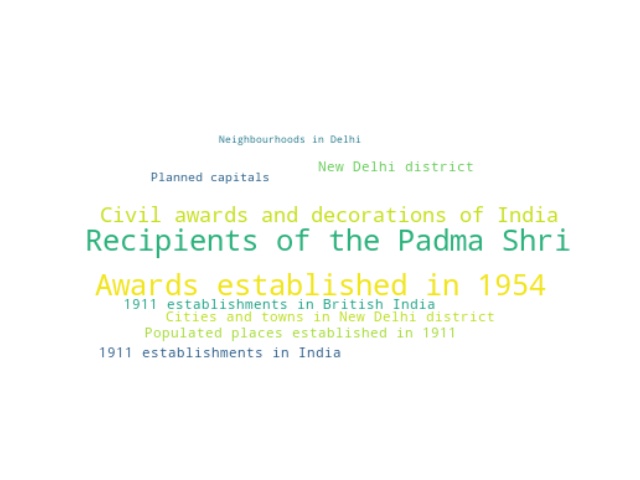 Neighbourhoods in Delhi
New Delhi district
Planned capitals
Civil awards and decorations of India
Recipients of the Padma Shri
Awards established in 1954
1911 establishments in British India
Cities and towns in New Delhi district
Populated places established in 1911
1911 establishments in India